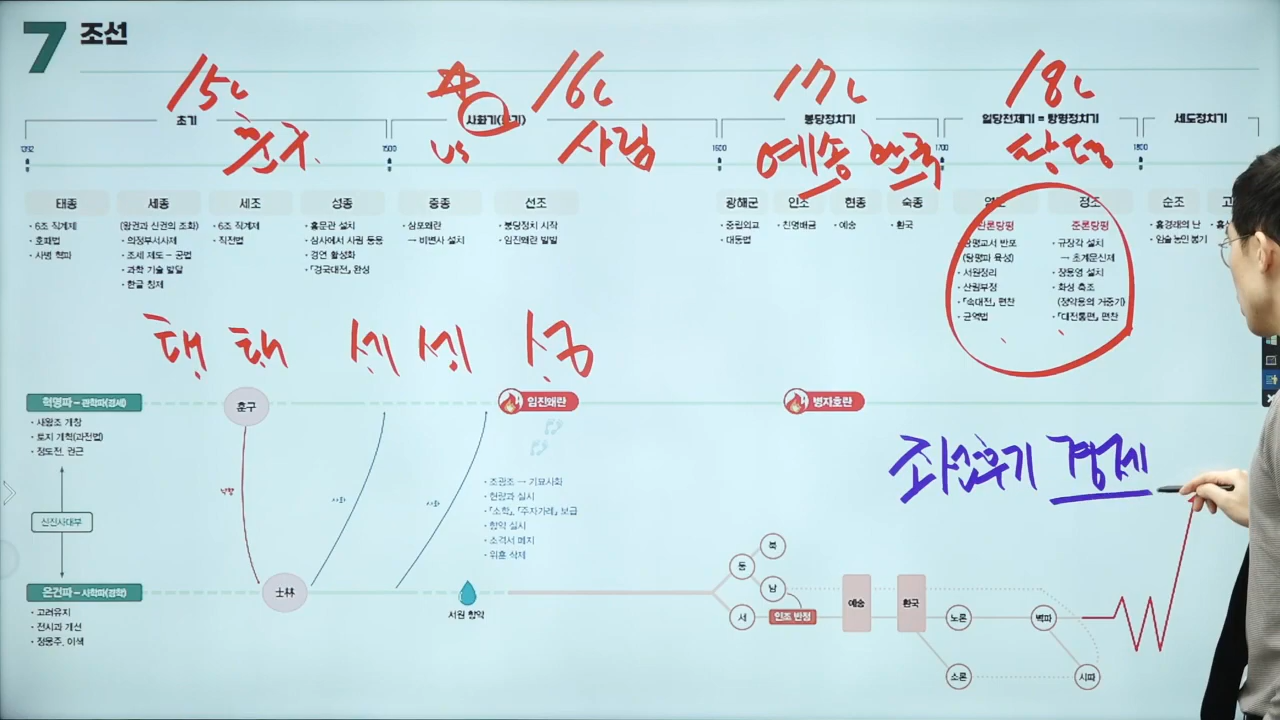 7 조선
15C 16C 17C 18C
초기
붕당정치기
일당전제기 = 탕평정치기
세도정치기
훈구 vs 사림 예송 환국 탕평
1392 1500 1600 1700 1800
태종 세종 세조 성종 중종 선조 광해군 인조 현종 숙종 정조 순조
· 6조 직계제
· 호패법
· 사병 혁파
(왕권과 신권의 조화)
· 의정부서사제
· 조세 제도 – 공법
· 과학 기술 발달
· 한글 창제
· 6조 직계제
· 직전법
· 홍문관 설치
· 심사에서 사림 등용
· 경연 활성화
· 『경국대전』 완성
· 삼포왜란
→ 비변사 설치
· 붕당정치 시작
· 임진왜란 발발
· 중립외교
· 대동법
· 친명배금
· 예송
· 환국
완론탕평
· 탕평교서 반포
(탕평파 육성)
· 서원정리
· 산림부정
· 『속대전』 편찬
· 균역법
준론탕평
· 규장각 설치
→ 초계문신제
· 장용영 설치
· 화성 축조
(정약용의 거중기)
· 『대전통편』 편찬
· 홍경래의 난
· 임술 농민 봉기
태 태 세 세 성
혁명파 – 관학파(경세)
· 새왕조 개창
· 토지 개혁(과전법)
· 정도전, 권근
신진사대부
온건파 – 사학파(경학)
· 고려유지
· 전시과 개선
· 정몽주, 이색
훈구
낙향
士林
사화
사화
임진왜란
· 조광조 → 기묘사화
· 현량과 실시
· 『소학』, 『주자가례』 보급
· 향약 실시
· 소격서 폐지
· 위훈 삭제
서원 향약
병자호란
조선후기 경제
북
동
남
서
인조 반정
예송
환국
노론
벽파
소론
시파